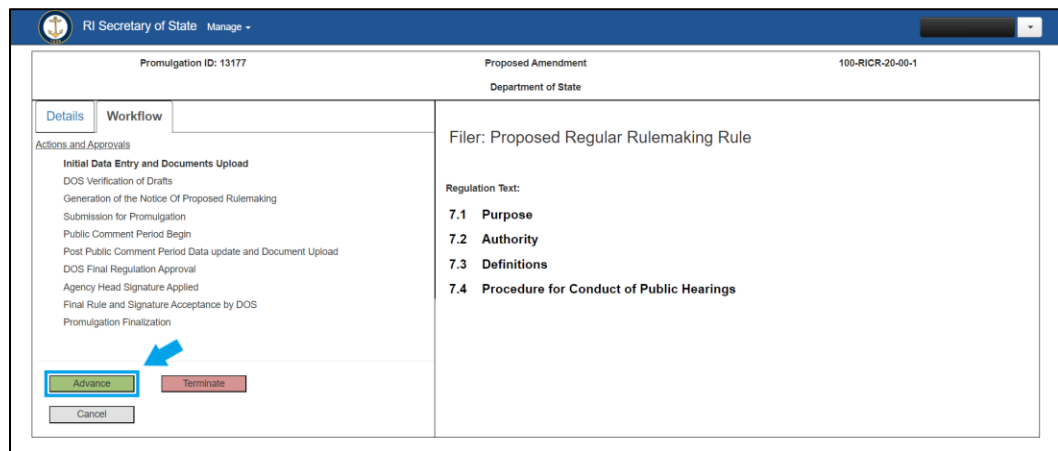 RI Secretary of State Manage
Promulgation ID: 13177 Proposed Amendment 100-RICR-20-00-1
Department of State
Details Workflow
Actions and Approvals
Initial Data Entry and Documents Upload
DOS Verification of Drafts
Generation of the Notice Of Proposed Rulemaking
Submission for Promulgation
Public Comment Period Begin
Post Public Comment Period Data update and Document Upload
DOS Final Regulation Approval
Agency Head Signature Applied
Final Rule and Signature Acceptance by DOS
Promulgation Finalization
Advance Terminate
Cancel
Filer: Proposed Regular Rulemaking Rule
Regulation Text:
7.1 Purpose
7.2 Authority
7.3 Definitions
7.4 Procedure for Conduct of Public Hearings